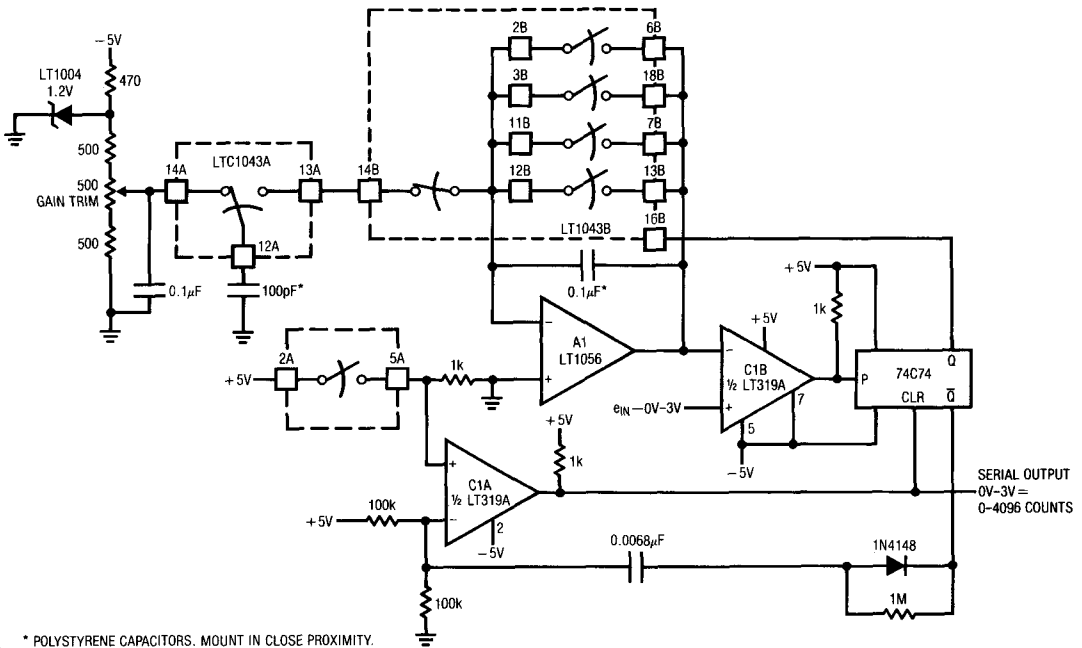 −5V
470
LT1004
1.2V
500
500
GAIN TRIM
500
0.1µF
14A
LTC1043A
13A
12A
100pF*
14B
2B
6B
3B
18B
11B
7B
12B
13B
16B
LT1043B
0.1µF*
−
A1
LT1056
+
2A
5A
+5V
1k
+5V
−
C1B
½ LT319A
+
7
5
−5V
eIN—0V-3V
+5V
1k
P
74C74
Q
CLR
Q̅
+5V
1k
+
C1A
½ LT319A
−
2
−5V
+5V
100k
100k
0.0068µF
1N4148
1M
SERIAL OUTPUT
0V-3V =
0-4096 COUNTS
* POLYSTYRENE CAPACITORS. MOUNT IN CLOSE PROXIMITY.